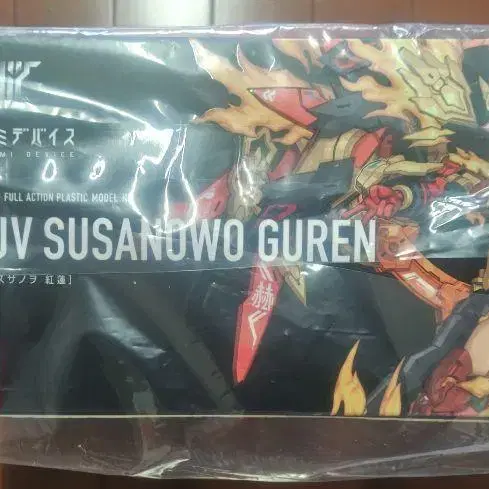 ミデバイス
MI DEVICE
FULL ACTION PLASTIC MODEL K
UV SUSANOWO GUREN
スサノヲ 紅蓮]
赫